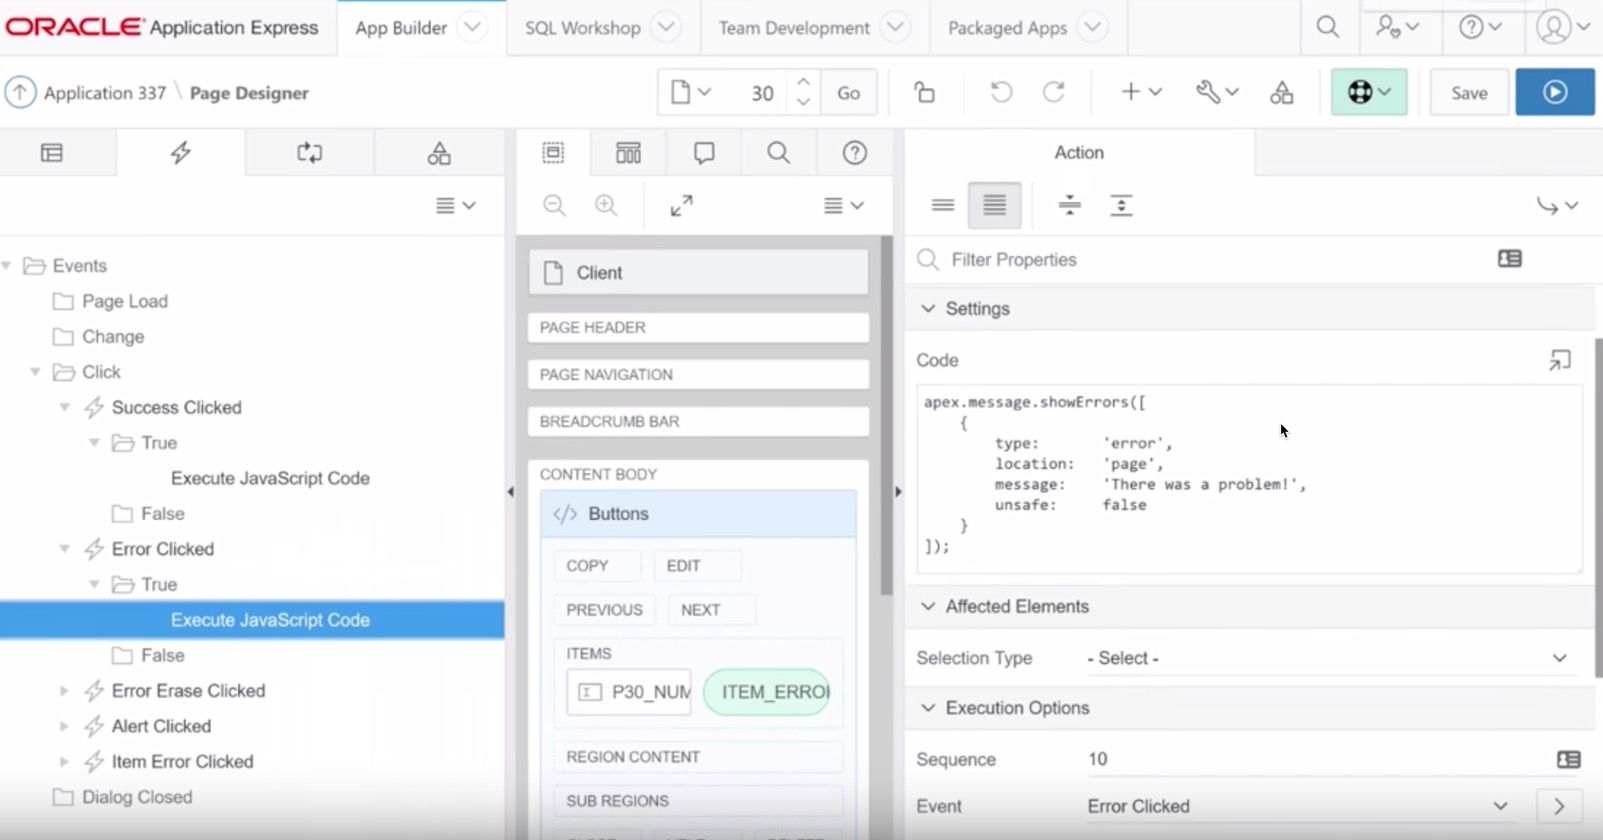 ORACLE Application Express
App Builder
SQL Workshop
Team Development
Packaged Apps
Application 337 \ Page Designer
30
Go
Save
Events
Page Load
Change
Click
Success Clicked
True
Execute JavaScript Code
False
Error Clicked
True
Execute JavaScript Code
False
Error Erase Clicked
Alert Clicked
Item Error Clicked
Dialog Closed
Client
PAGE HEADER
PAGE NAVIGATION
BREADCRUMB BAR
CONTENT BODY
</> Buttons
COPY
EDIT
PREVIOUS
NEXT
ITEMS
P30_NUM
ITEM_ERRO
REGION CONTENT
SUB REGIONS
Action
Filter Properties
Settings
Code
apex.message.showErrors([
{
type: 'error',
location: 'page',
message: 'There was a problem!',
unsafe: false
}
]);
Affected Elements
Selection Type - Select -
Execution Options
Sequence 10
Event Error Clicked